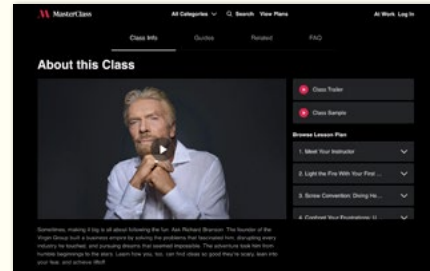 MasterClass
All Categories
Search
View Plans
At Work
Log In
Class Info
Guides
Related
FAQ
About this Class
Class Trailer
Class Sample
Browse Lesson Plan
1. Meet Your Instructor
2. Light the Fire With Your First ...
3. Screw Convention: Diving He...
4. Confront Your Frustrations: U...
Sometimes, making it big is all about following the fun. Ask Richard Branson. The founder of the
Virgin Group built a business empire by solving the problems that fascinated him, disrupting every
industry he touched, and pursuing dreams that seemed impossible. The adventure took him from
humble beginnings to the stars. Learn how you, too, can find ideas so good they're scary, lean into
your fear, and achieve liftoff.